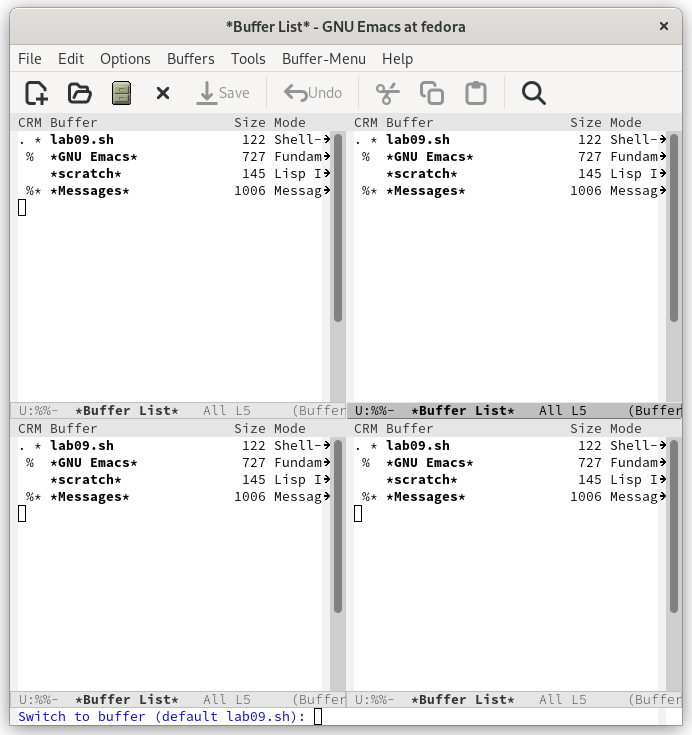 *Buffer List* - GNU Emacs at fedora ×
File Edit Options Buffers Tools Buffer-Menu Help
Save Undo
CRM Buffer Size Mode
. * lab09.sh 122 Shell-
% *GNU Emacs* 727 Fundam
*scratch* 145 Lisp I
%* *Messages* 1006 Messag
U:%%- *Buffer List* All L5 (Buffer
CRM Buffer Size Mode
. * lab09.sh 122 Shell-
% *GNU Emacs* 727 Fundam
*scratch* 145 Lisp I
%* *Messages* 1006 Messag
U:%%- *Buffer List* All L5 (Buffer
CRM Buffer Size Mode
. * lab09.sh 122 Shell-
% *GNU Emacs* 727 Fundam
*scratch* 145 Lisp I
%* *Messages* 1006 Messag
U:%%- *Buffer List* All L5 (Buffer
CRM Buffer Size Mode
. * lab09.sh 122 Shell-
% *GNU Emacs* 727 Fundam
*scratch* 145 Lisp I
%* *Messages* 1006 Messag
U:%%- *Buffer List* All L5 (Buffer
Switch to buffer (default lab09.sh):